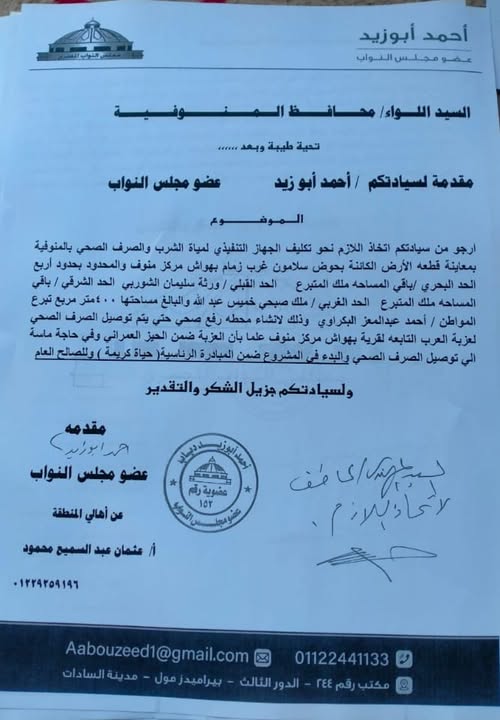 أحمد أبوزيد
عضو مجلس النواب
مجلس النواب المصري
السيد اللواء/ محافظ المنوفية
تحية طيبة وبعد ......
مقدمة لسيادتكم / أحمد أبو زيد عضو مجلس النواب
الموضوع
أرجو من سيادتكم اتخاذ اللازم نحو تكليف الجهاز التنفيذي لمياة الشرب والصرف الصحي بالمنوفية
بمعاينة قطعه الأرض الكائنة بحوض سلامون غرب زمام بهواش مركز منوف والمحدود بحدود أربع
الحد البحري /باقي المساحه ملك المتبرع الحد القبلي / ورثة سليمان الشوربي الحد الشرقي/ باقي
المساحه ملك المتبرع الحد الغربي/ ملك صبحي خميس عبد الله والبالغ مساحتها ٤٠٠متر مربع تبرع
المواطن / أحمد عبدالمعز البكراوي وذلك لانشاء محطه رفع صحي حتي يتم توصيل الصرف الصحي
لعزبة العرب التابعه لقرية بهواش مركز منوف علما بأن العزبة ضمن الحيز العمراني وفي حاجة ماسة
الي توصيل الصرف الصحي والبدء في المشروع ضمن المبادرة الرئاسية( حياة كريمة ) وللصالح العام
ولسيادتكم جزيل الشكر والتقدير
مقدمه
احمد ابوزيد
عضو مجلس النواب
عن أهالي المنطقة
أ/ عثمان عبد السميع محمود
٠١٢٢٩٢٥٩١٩٦
أحمد أبوزيد دياب
عضوية رقم
١٥٢
عضو مجلس النواب
السيد المهندس
لاتخاذ اللازم
Aabouzeed1@gmail.com 01122441133
مكتب رقم ٢٤٤ - الدور الثالث - بيراميدز مول - مدينة السادات